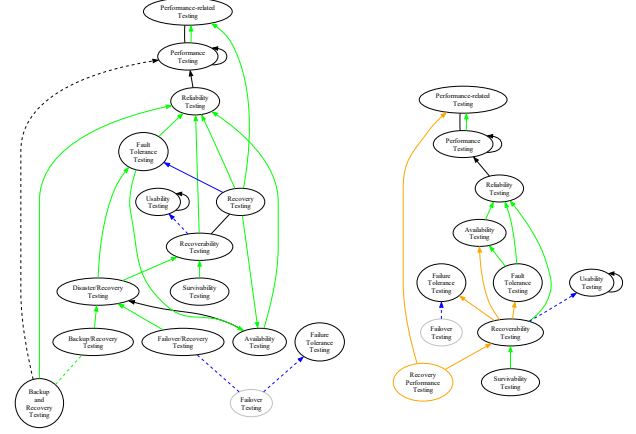 Performance-related
Testing
Performance
Testing
Reliability
Testing
Fault
Tolerance
Testing
Usability
Testing
Recovery
Testing
Recoverability
Testing
Disaster/Recovery
Testing
Survivability
Testing
Backup/Recovery
Testing
Failover/Recovery
Testing
Availability
Testing
Failure
Tolerance
Testing
Backup
and
Recovery
Testing
Failover
Testing
Performance-related
Testing
Performance
Testing
Reliability
Testing
Availability
Testing
Failure
Tolerance
Testing
Fault
Tolerance
Testing
Usability
Testing
Failover
Testing
Recoverability
Testing
Recovery
Performance
Testing
Survivability
Testing